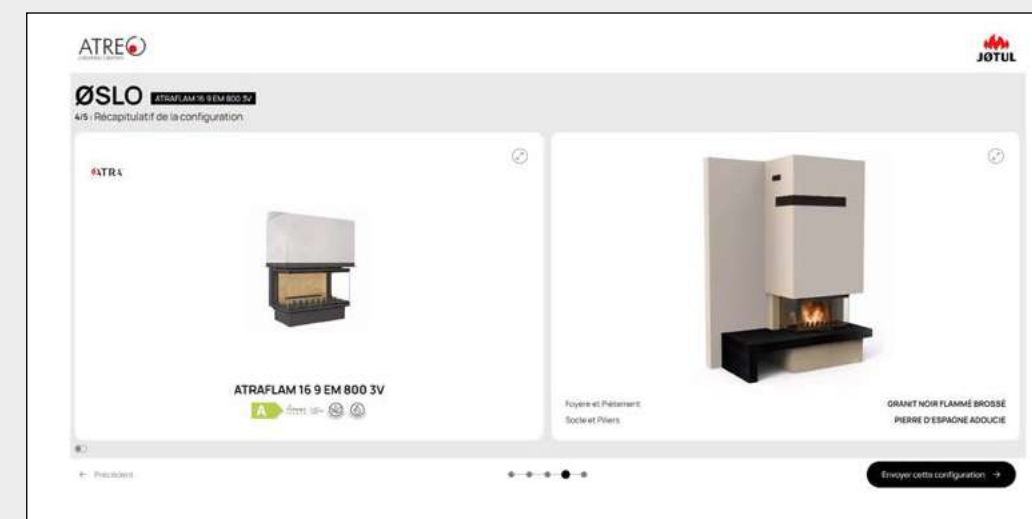 ATRE
JØTUL
ØSLO ATRAFLAM 16 9 EM 800 3V
4/5 : Récapitulatif de la configuration
ATRA
ATRAFLAM 16 9 EM 800 3V
A
Foyère et Piètement
GRANIT NOIR FLAMMÉ BROSSÉ
Socle et Piliers
PIERRE D'ESPAGNE ADOUCIE
← Précédent
Envoyer cette configuration →